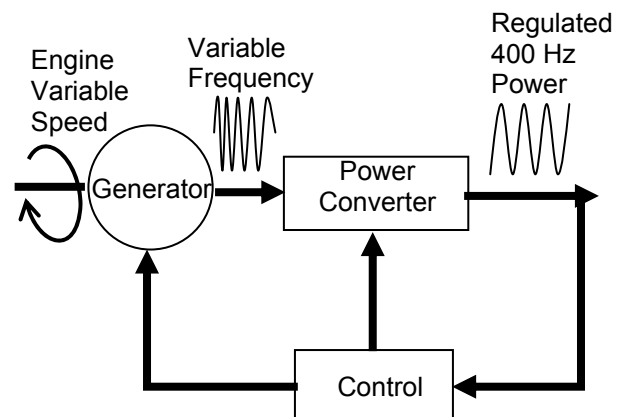 Engine
Variable
Speed
Variable
Frequency
Regulated
400 Hz
Power
Generator
Power
Converter
Control